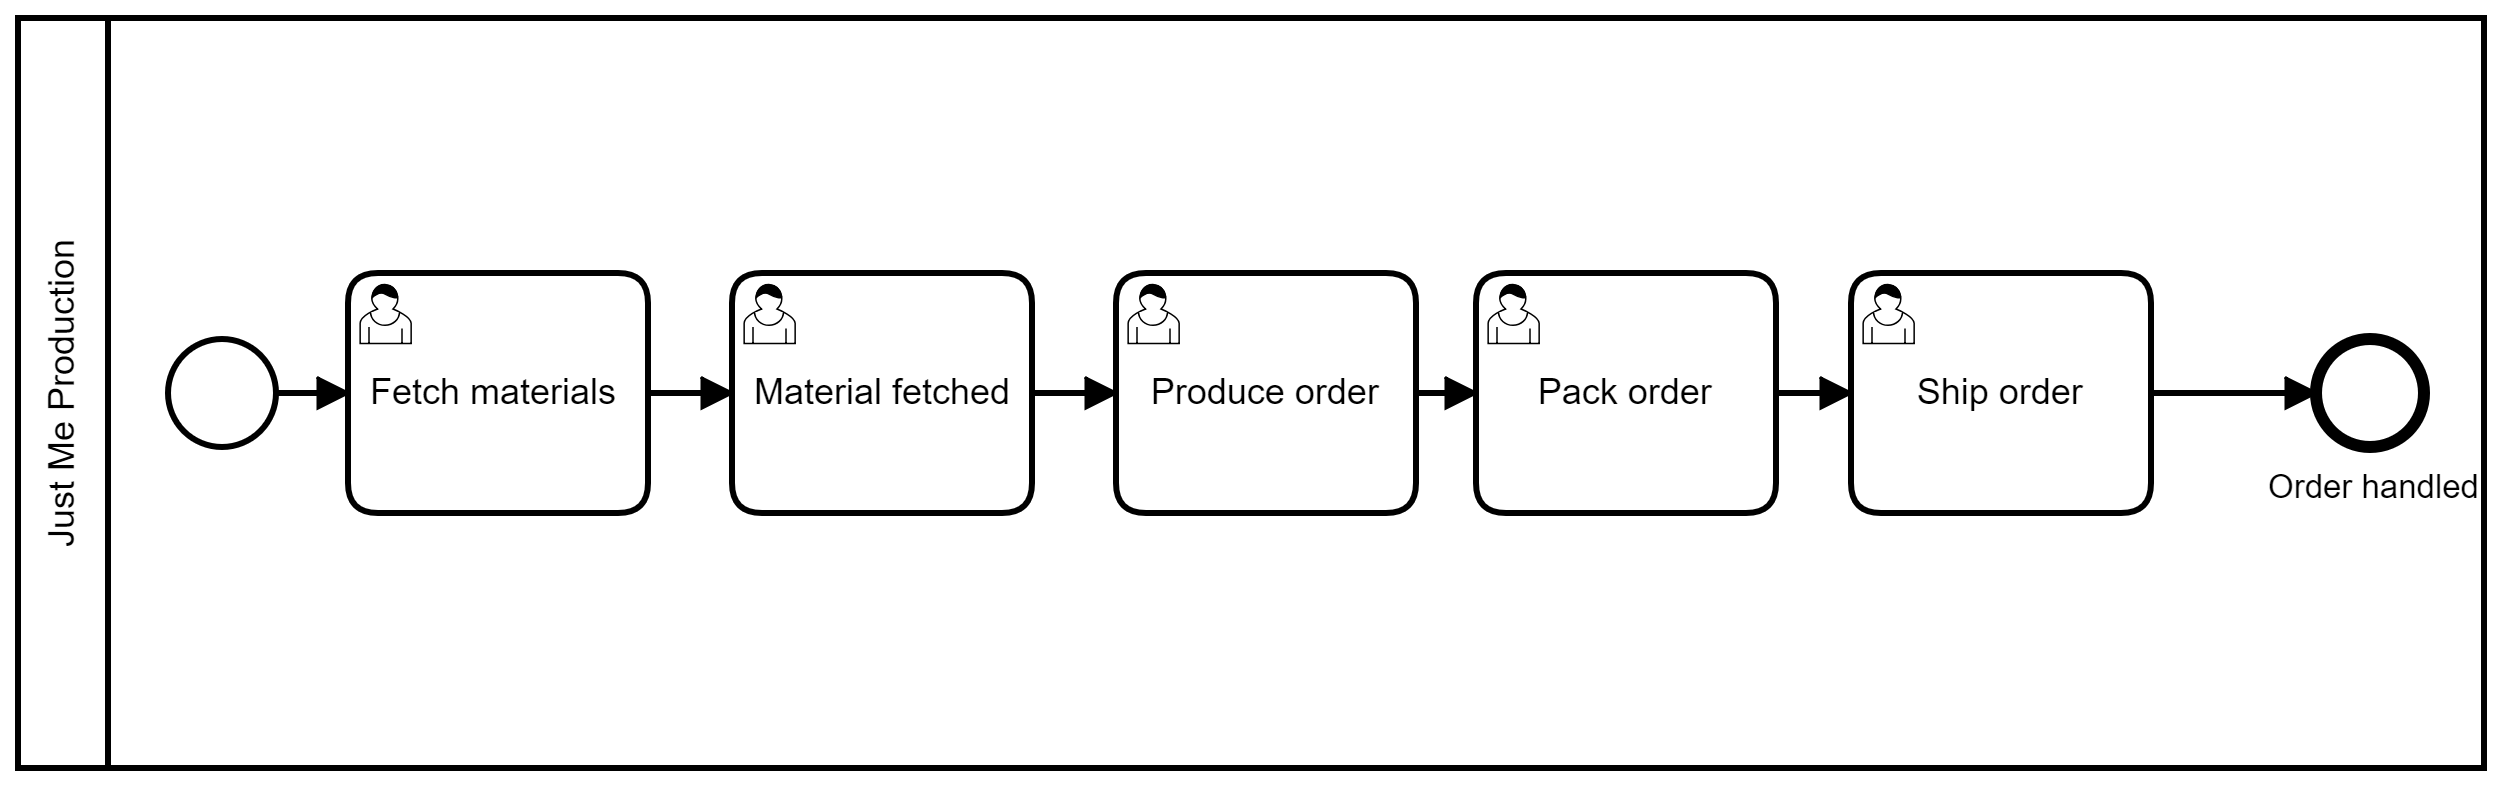 Just Me Production
Fetch materials
Material fetched
Produce order
Pack order
Ship order
Order handled